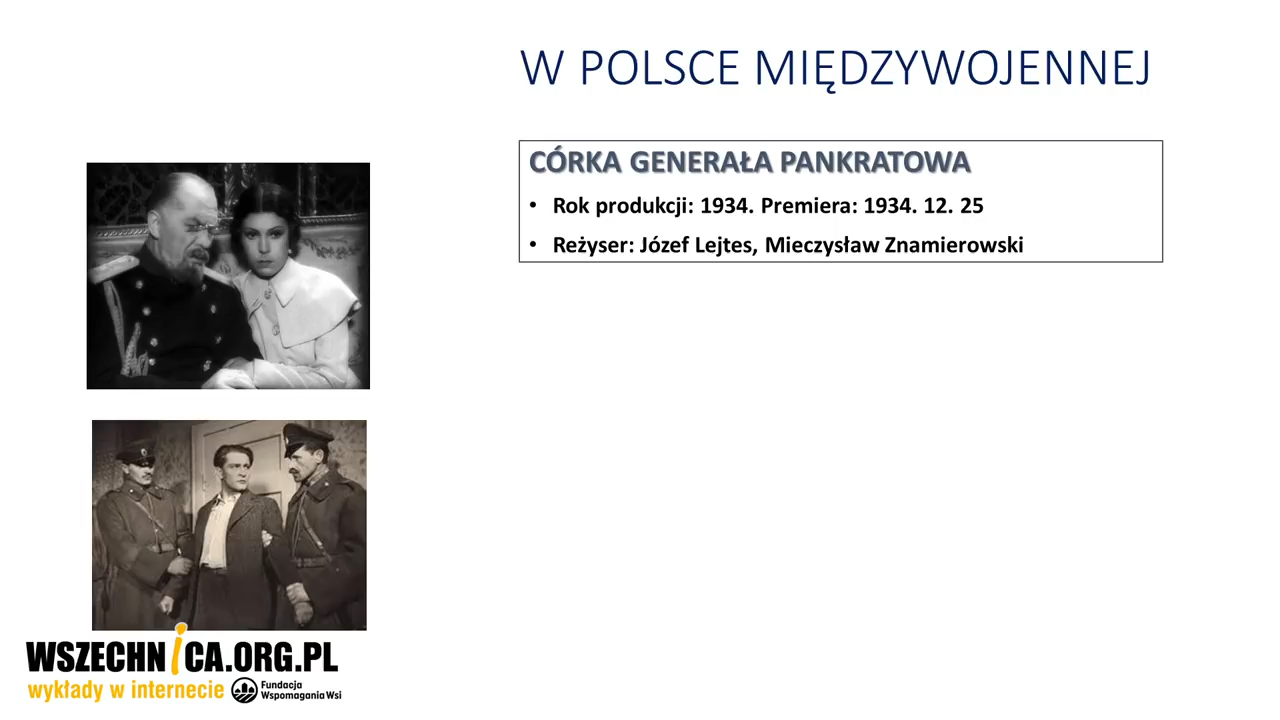 W POLSCE MIĘDZYWOJENNEJ
CÓRKA GENERAŁA PANKRATOWA
• Rok produkcji: 1934. Premiera: 1934. 12. 25
• Reżyser: Józef Lejtes, Mieczysław Znamierowski
WSZECHNiCA.ORG.PL
wykłady w internecie
Fundacja
Wspomagania Wsi